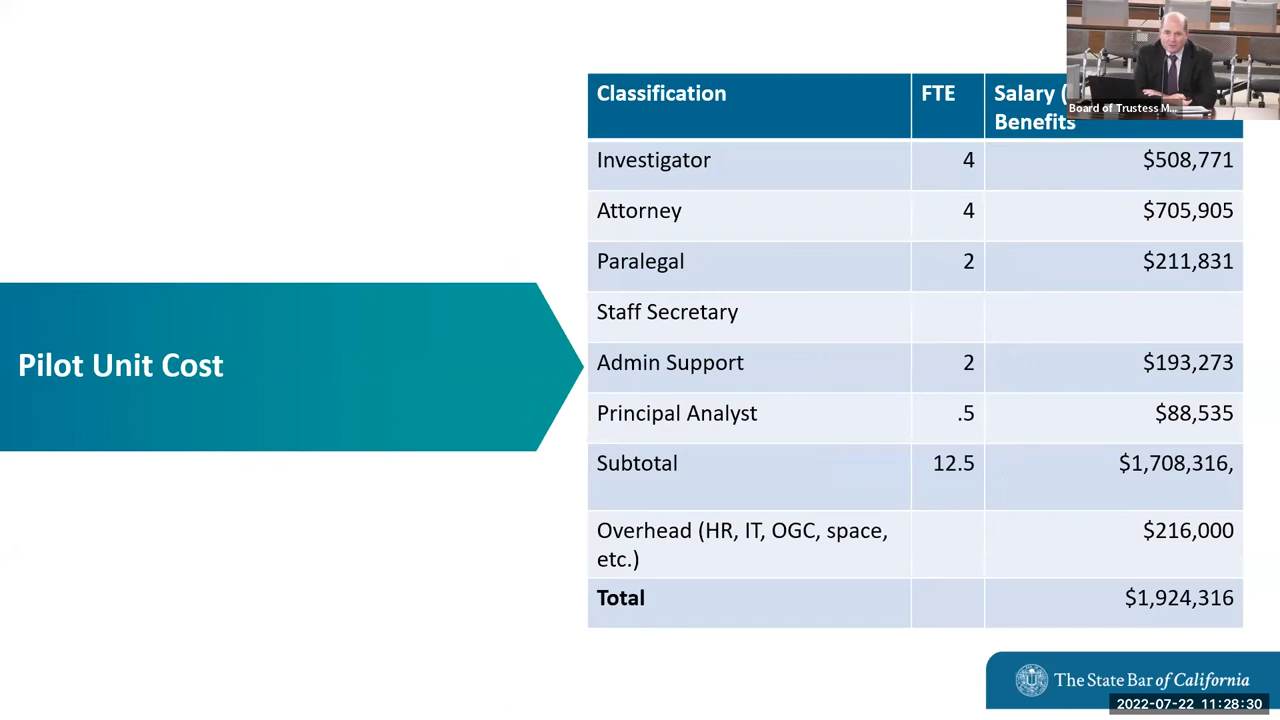 Classification FTE Salary (
Benefits
Board of Trustess M...
Investigator 4 $508,771
Attorney 4 $705,905
Paralegal 2 $211,831
Staff Secretary
Pilot Unit Cost
Admin Support 2 $193,273
Principal Analyst .5 $88,535
Subtotal 12.5 $1,708,316,
Overhead (HR, IT, OGC, space, $216,000
etc.)
Total $1,924,316
The State Bar of California
2022-07-22 11:28:30